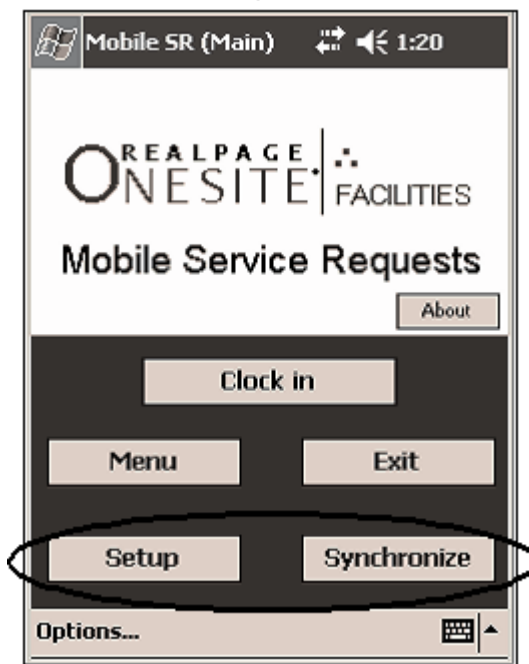 Mobile SR (Main) 1:20
REALPAGE
ONESITE FACILITIES
Mobile Service Requests
About
Clock in
Menu Exit
Setup Synchronize
Options...